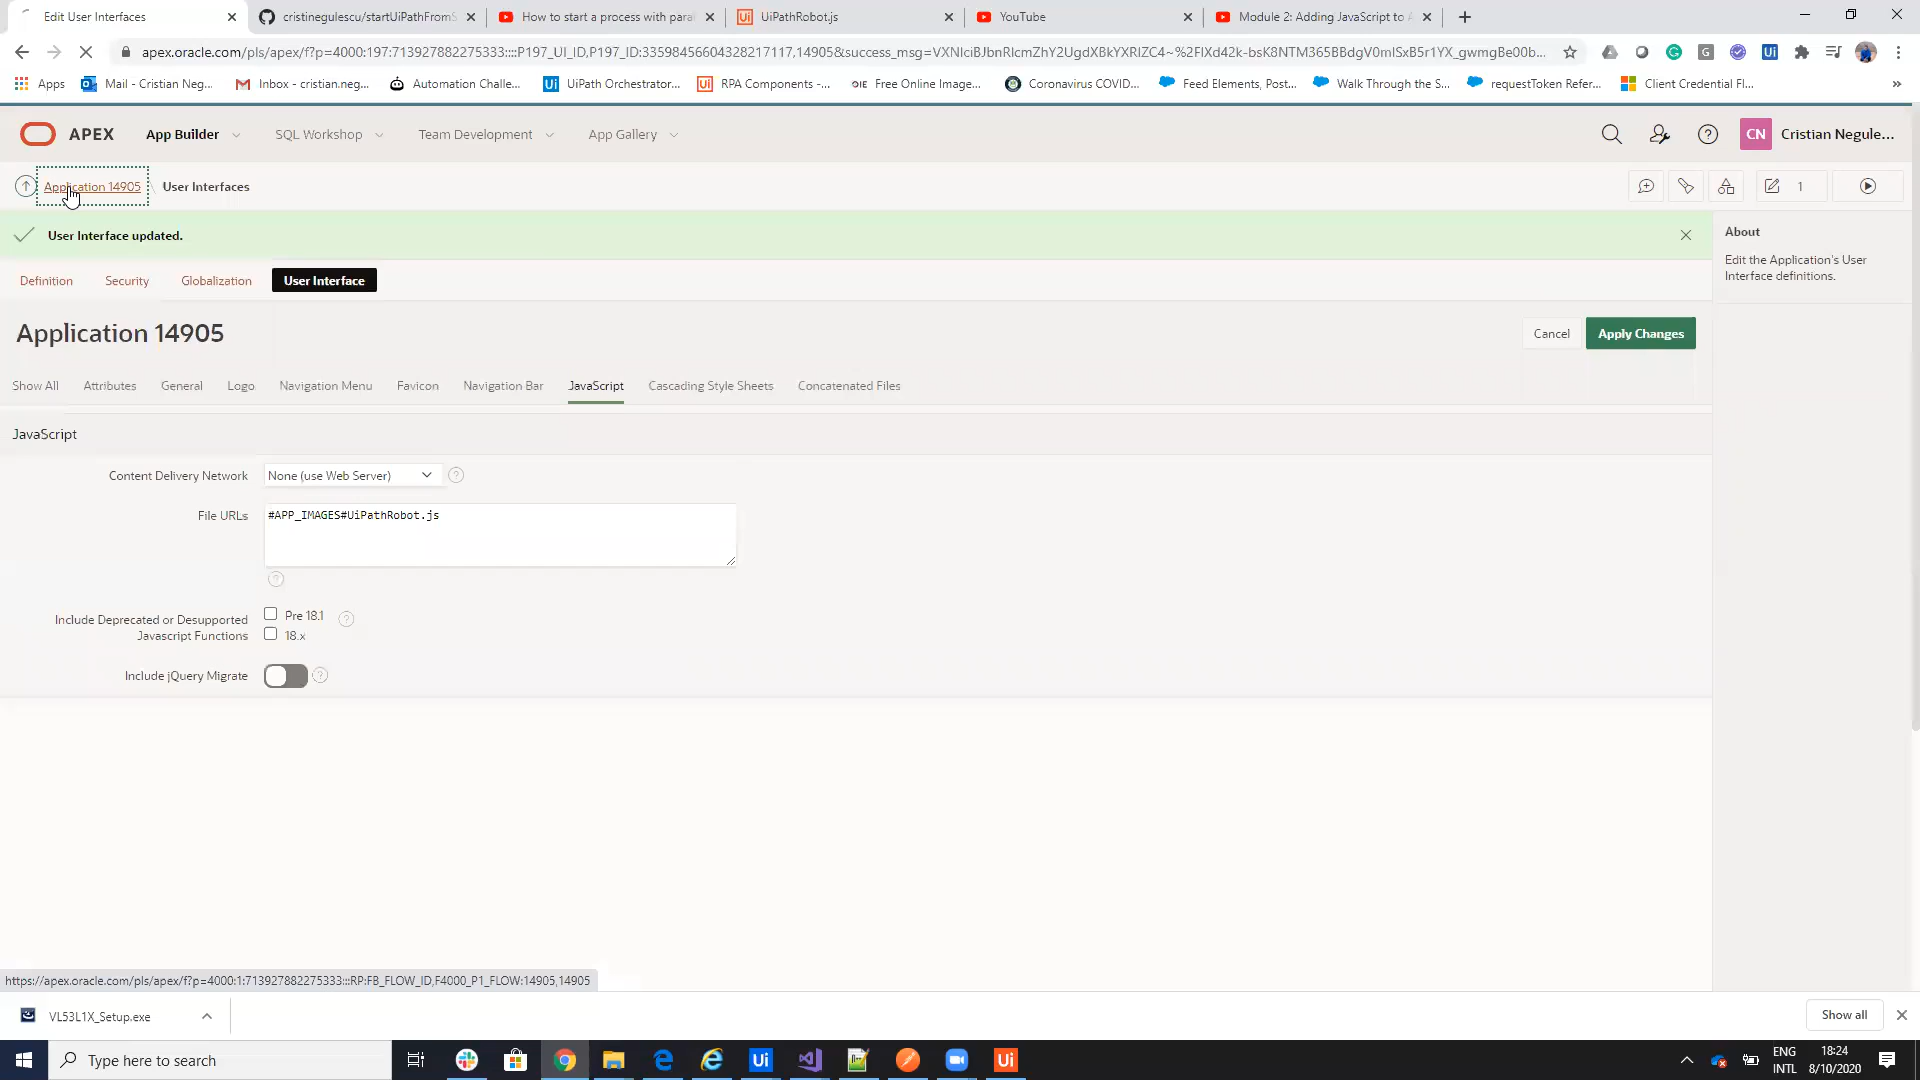 Edit User Interfaces
cristinegulescu/startUiPathFromS
How to start a process with paral
UiPathRobot.js
YouTube
Module 2: Adding JavaScript to A
apex.oracle.com/pls/apex/f?p=4000:197:713927882275333::::P197_UI_ID,P197_ID:33598456604328217117,14905&success_msg=VXNlciBJbnRlcmZhY2UgdXBkYXRlZC4~%2FlXd42k-bsK8NTM365BBdgV0mlSxB5r1YX_gwmgBe00b...
Apps
Mail - Cristian Neg...
Inbox - cristian.neg...
Automation Challe...
UiPath Orchestrator...
RPA Components -...
Free Online Image...
Coronavirus COVID...
Feed Elements, Post...
Walk Through the S...
requestToken Refer...
Client Credential Fl...
»
APEX
App Builder
SQL Workshop
Team Development
App Gallery
CN
Cristian Negule...
Application 14905
User Interfaces
1
User Interface updated.
About
Edit the Application's User
Interface definitions.
Definition
Security
Globalization
User Interface
Application 14905
Cancel
Apply Changes
Show All
Attributes
General
Logo
Navigation Menu
Favicon
Navigation Bar
JavaScript
Cascading Style Sheets
Concatenated Files
JavaScript
Content Delivery Network
None (use Web Server)
File URLs
#APP_IMAGES#UiPathRobot.js
Include Deprecated or Desupported
Javascript Functions
Pre 18.1
18.x
Include jQuery Migrate
https://apex.oracle.com/pls/apex/f?p=4000:1:713927882275333:::RP:FB_FLOW_ID,F4000_P1_FLOW:14905,14905
VL53L1X_Setup.exe
Show all
Type here to search
ENG
INTL
18:24
8/10/2020